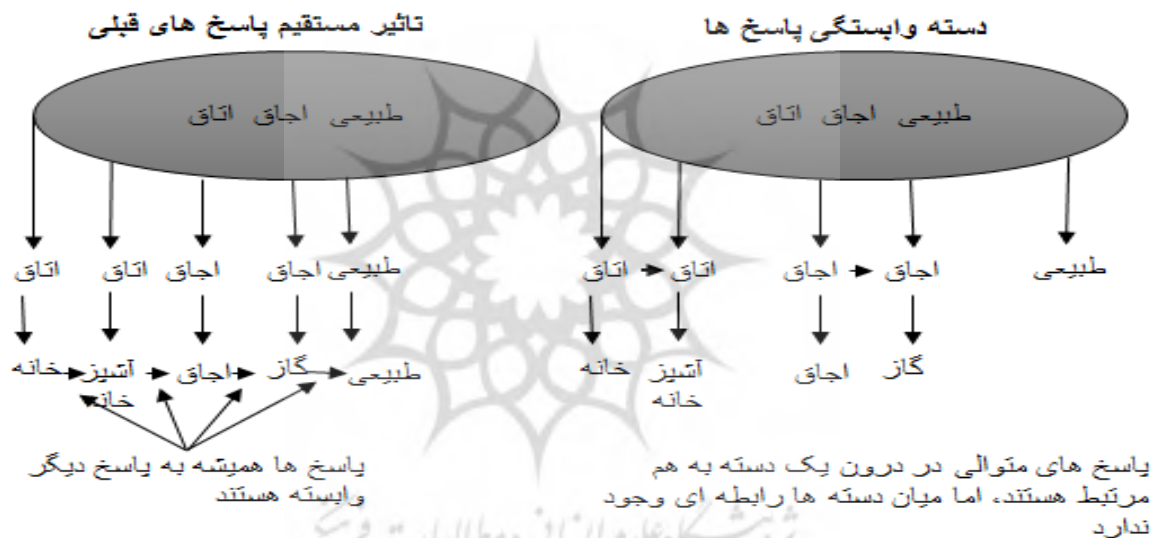 دسته وابستگی پاسخ ها
طبیعی اجاق اتاق
اتاق اتاق اجاق اجاق طبیعی
خانه آشپز اجاق گاز
خانه
پاسخ های متوالی در درون یک دسته به هم
مرتبط هستند، اما میان دسته ها رابطه ای وجود
ندارد
تاثیر مستقیم پاسخ های قبلی
طبیعی اجاق اتاق
اتاق اتاق اجاق اجاق طبیعی
خانه آشپز اجاق گاز طبیعی
خانه
پاسخ ها همیشه به پاسخ دیگر
وابسته هستند